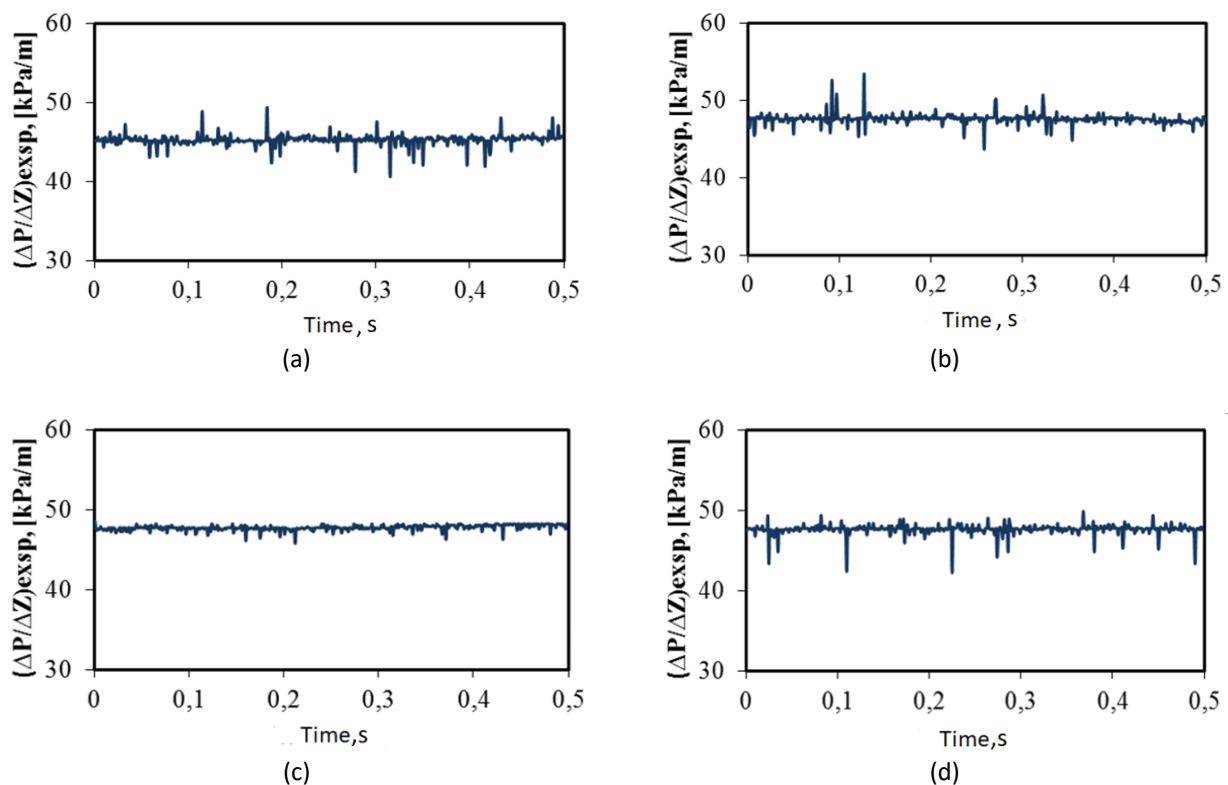 (ΔP/ΔZ)exsp, [kPa/m]
60
50
40
30
0 0,1 0,2 0,3 0,4 0,5
Time, s
(a)
(ΔP/ΔZ)exsp, [kPa/m]
60
50
40
30
0 0,1 0,2 0,3 0,4 0,5
Time, s
(b)
(ΔP/ΔZ)exsp, [kPa/m]
60
50
40
30
0 0,1 0,2 0,3 0,4 0,5
Time,s
(c)
(ΔP/ΔZ)exsp, [kPa/m]
60
50
40
30
0 0,1 0,2 0,3 0,4 0,5
Time,s
(d)